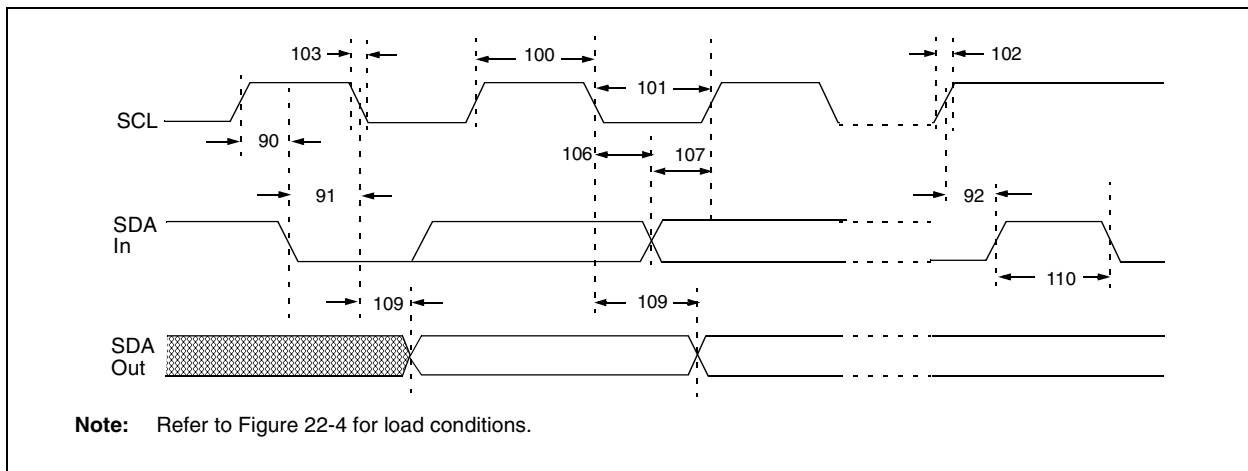 103
100
102
101
SCL
90
106
107
91
92
SDA
In
110
109
109
SDA
Out
Note: Refer to Figure 22-4 for load conditions.